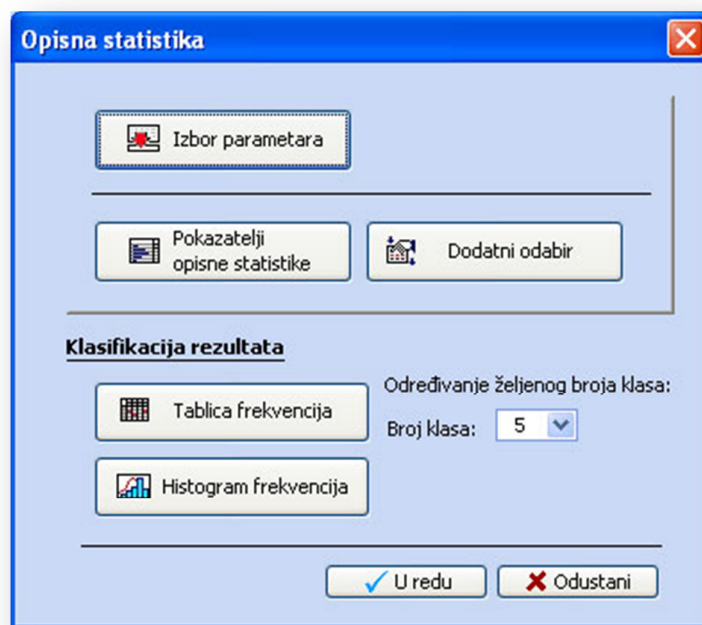 Opisna statistika
Izbor parametara
Pokazatelji
opisne statistike
Dodatni odabir
Klasifikacija rezultata
Tablica frekvencija
Određivanje željenog broja klasa:
Broj klasa: 5
Histogram frekvencija
U redu
Odustani